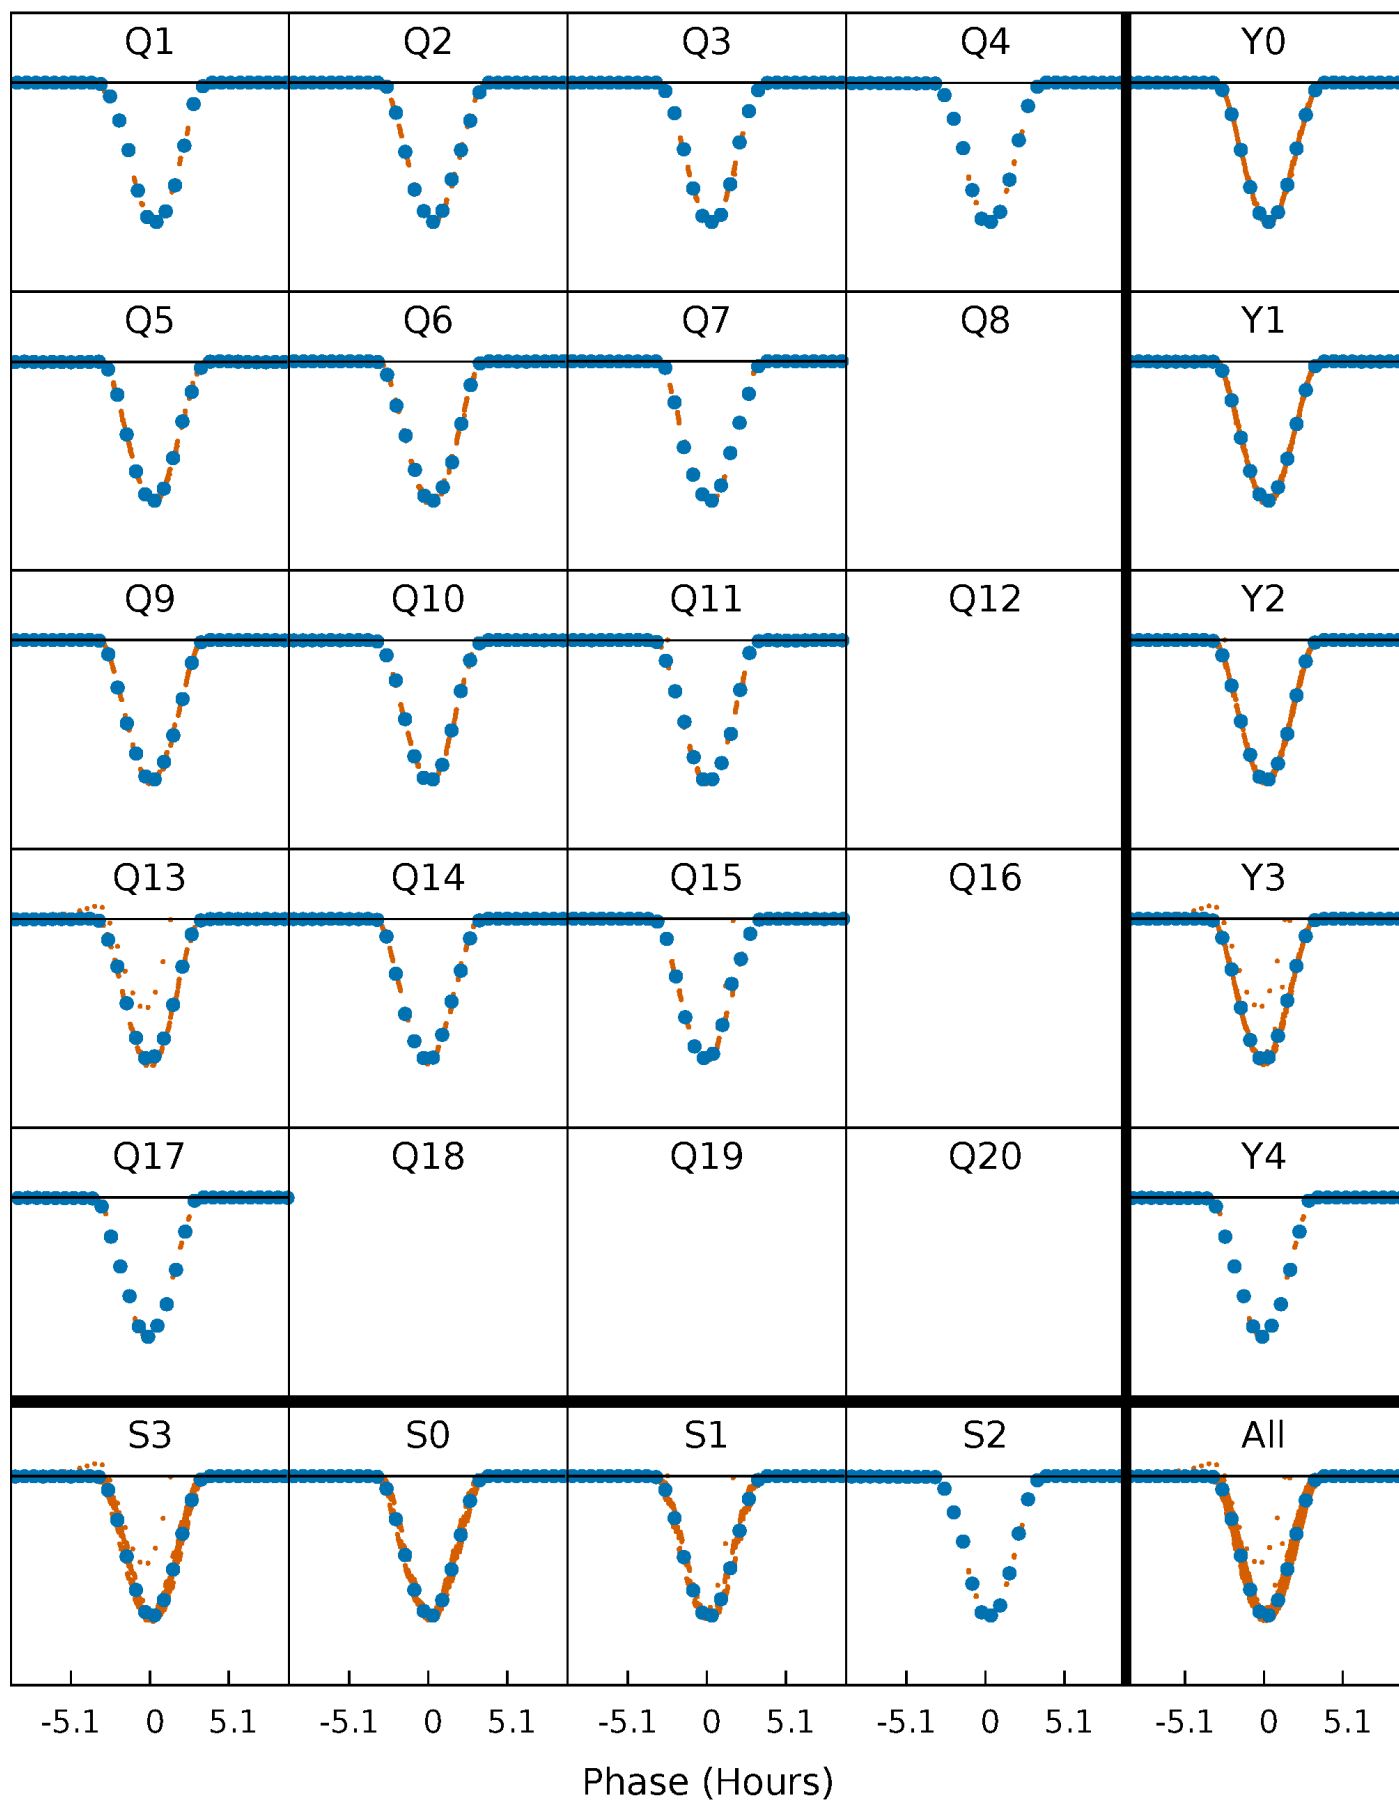 Q1 Q2 Q3 Q4 Y0
Q5 Q6 Q7 Q8 Y1
Q9 Q10 Q11 Q12 Y2
Q13 Q14 Q15 Q16 Y3
Q17 Q18 Q19 Q20 Y4
S3 S0 S1 S2 All
-5.1 0 5.1 -5.1 0 5.1 -5.1 0 5.1 -5.1 0 5.1 -5.1 0 5.1
Phase (Hours)